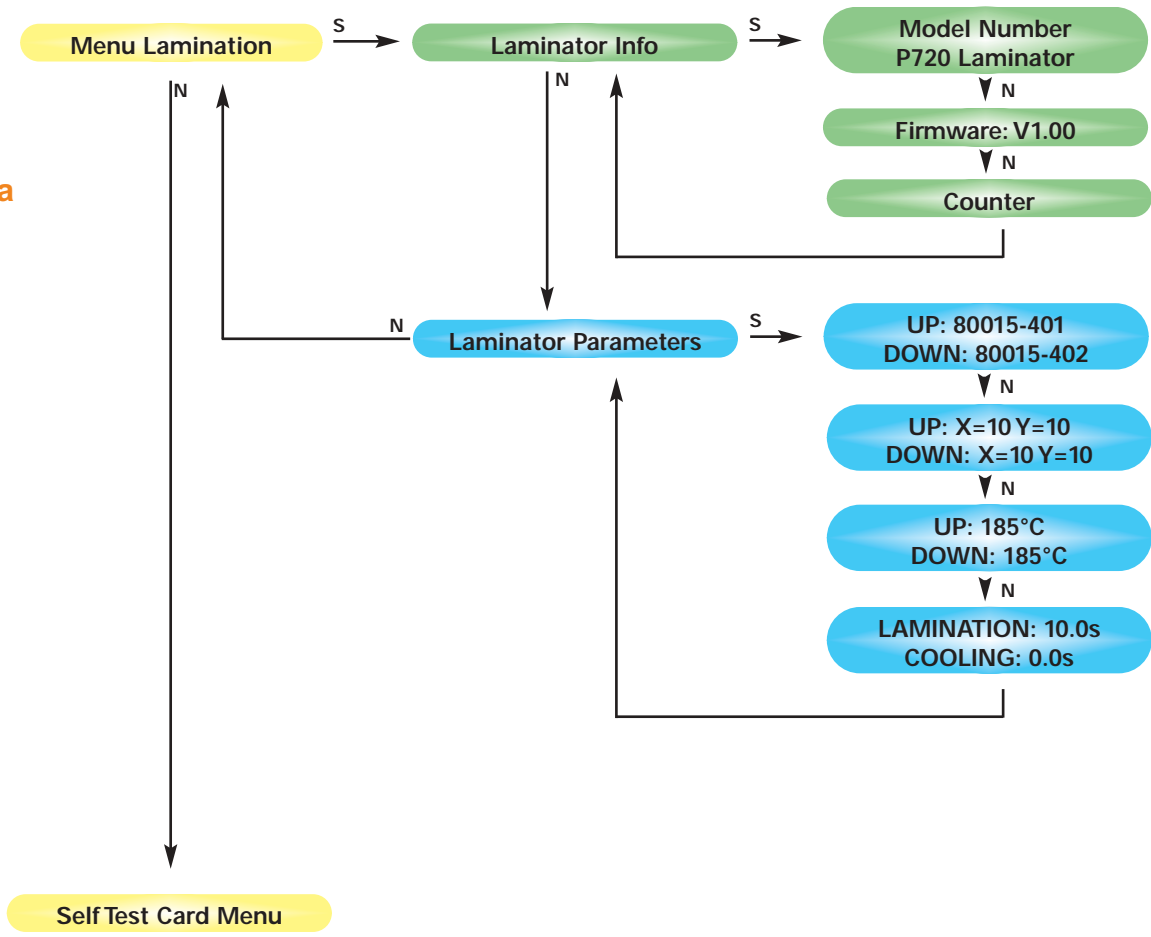 Menu Lamination
S
Laminator Info
S
Model Number
P720 Laminator
N
N
N
Firmware: V1.00
N
a
Counter
N
Laminator Parameters
S
UP: 80015-401
DOWN: 80015-402
N
UP: X=10 Y=10
DOWN: X=10 Y=10
N
UP: 185°C
DOWN: 185°C
N
LAMINATION: 10.0s
COOLING: 0.0s
Self Test Card Menu